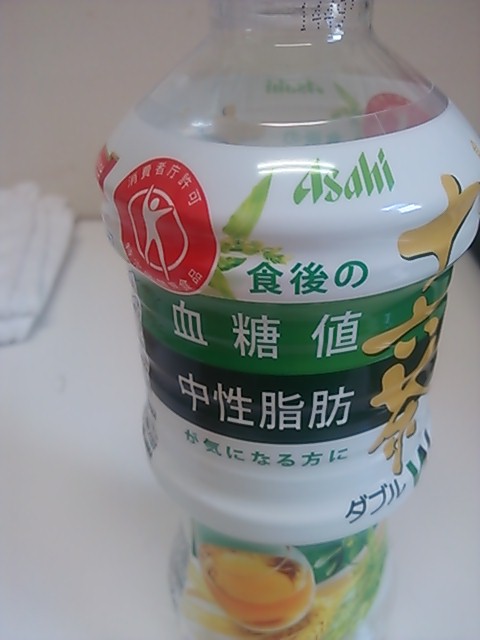 Asahi
消費者庁許可
食後の
血糖値
中性脂肪
が気になる方に
十六茶
ダブル W